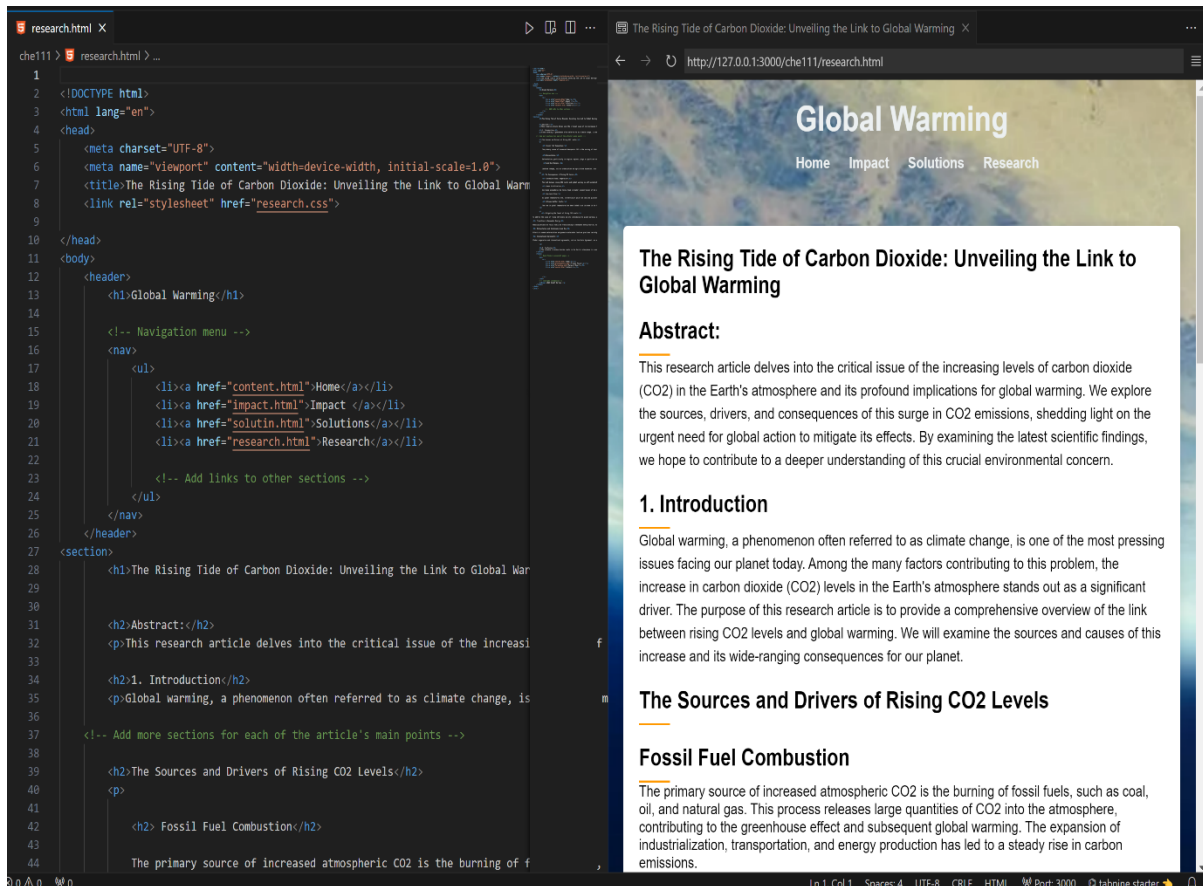 research.html ×
che111 > research.html > ...
1
2 <!DOCTYPE html>
3 <html lang="en">
4 <head>
5 <meta charset="UTF-8">
6 <meta name="viewport" content="width=device-width, initial-scale=1.0">
7 <title>The Rising Tide of Carbon Dioxide: Unveiling the Link to Global Warm
8 <link rel="stylesheet" href="research.css">
9
10 </head>
11 <body>
12 <header>
13 <h1>Global Warming</h1>
14
15 <!-- Navigation menu -->
16 <nav>
17 <ul>
18 <li><a href="content.html">Home</a></li>
19 <li><a href="impact.html">Impact </a></li>
20 <li><a href="solutin.html">Solutions</a></li>
21 <li><a href="research.html">Research</a></li>
22
23 <!-- Add links to other sections -->
24 </ul>
25 </nav>
26 </header>
27 <section>
28 <h1>The Rising Tide of Carbon Dioxide: Unveiling the Link to Global War
29
30
31 <h2>Abstract:</h2>
32 <p>This research article delves into the critical issue of the increasi f
33
34 <h2>1. Introduction</h2>
35 <p>Global warming, a phenomenon often referred to as climate change, is m
36
37 <!-- Add more sections for each of the article's main points -->
38
39 <h2>The Sources and Drivers of Rising CO2 Levels</h2>
40 <p>
41
42 <h2> Fossil Fuel Combustion</h2>
43
44 The primary source of increased atmospheric CO2 is the burning of f ,
The Rising Tide of Carbon Dioxide: Unveiling the Link to Global Warming ×
http://127.0.0.1:3000/che111/research.html
Global Warming
Home Impact Solutions Research
The Rising Tide of Carbon Dioxide: Unveiling the Link to
Global Warming
Abstract:
This research article delves into the critical issue of the increasing levels of carbon dioxide
(CO2) in the Earth's atmosphere and its profound implications for global warming. We explore
the sources, drivers, and consequences of this surge in CO2 emissions, shedding light on the
urgent need for global action to mitigate its effects. By examining the latest scientific findings,
we hope to contribute to a deeper understanding of this crucial environmental concern.
1. Introduction
Global warming, a phenomenon often referred to as climate change, is one of the most pressing
issues facing our planet today. Among the many factors contributing to this problem, the
increase in carbon dioxide (CO2) levels in the Earth's atmosphere stands out as a significant
driver. The purpose of this research article is to provide a comprehensive overview of the link
between rising CO2 levels and global warming. We will examine the sources and causes of this
increase and its wide-ranging consequences for our planet.
The Sources and Drivers of Rising CO2 Levels
Fossil Fuel Combustion
The primary source of increased atmospheric CO2 is the burning of fossil fuels, such as coal,
oil, and natural gas. This process releases large quantities of CO2 into the atmosphere,
contributing to the greenhouse effect and subsequent global warming. The expansion of
industrialization, transportation, and energy production has led to a steady rise in carbon
emissions.
0 0 0 Ln 1, Col 1 Spaces: 4 UTF-8 CRLF HTML Port: 3000 tabnine starter